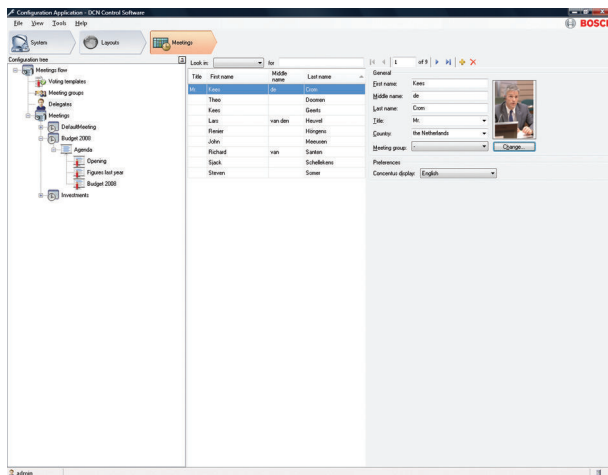 Configuration Application - DCN Control Software
File View Tools Help
BOSCH
System Layouts Meetings
Configuration tree
Look in: for
1 of 9
Meetings flow
Voting templates
Meeting groups
Delegates
Meetings
DefaultMeeting
Budget 2008
Agenda
Opening
Figures last year
Budget 2008
Investments
Title First name Middle name Last name
Mr. Kees de Crom
Theo Doomen
Kees Geerts
Lars van den Heuvel
Renier Hörigens
John Meeusen
Richard van Santen
Sjack Schellekens
Steven Somer
General
First name: Kees
Middle name: de
Last name: Crom
Title: Mr.
Country: the Netherlands
Meeting group: -
Change...
Preferences
Concentus display: English
admin